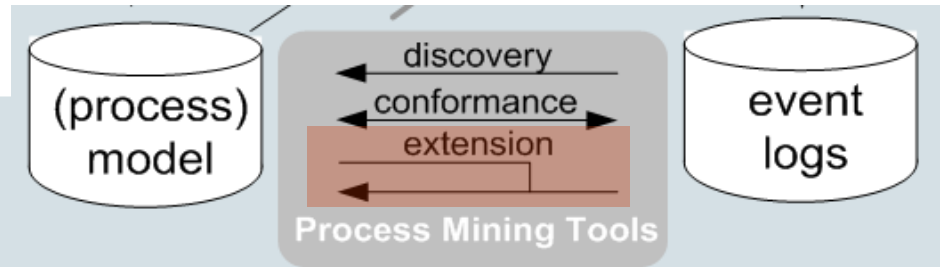 (process)
model
discovery
conformance
extension
Process Mining Tools
event
logs